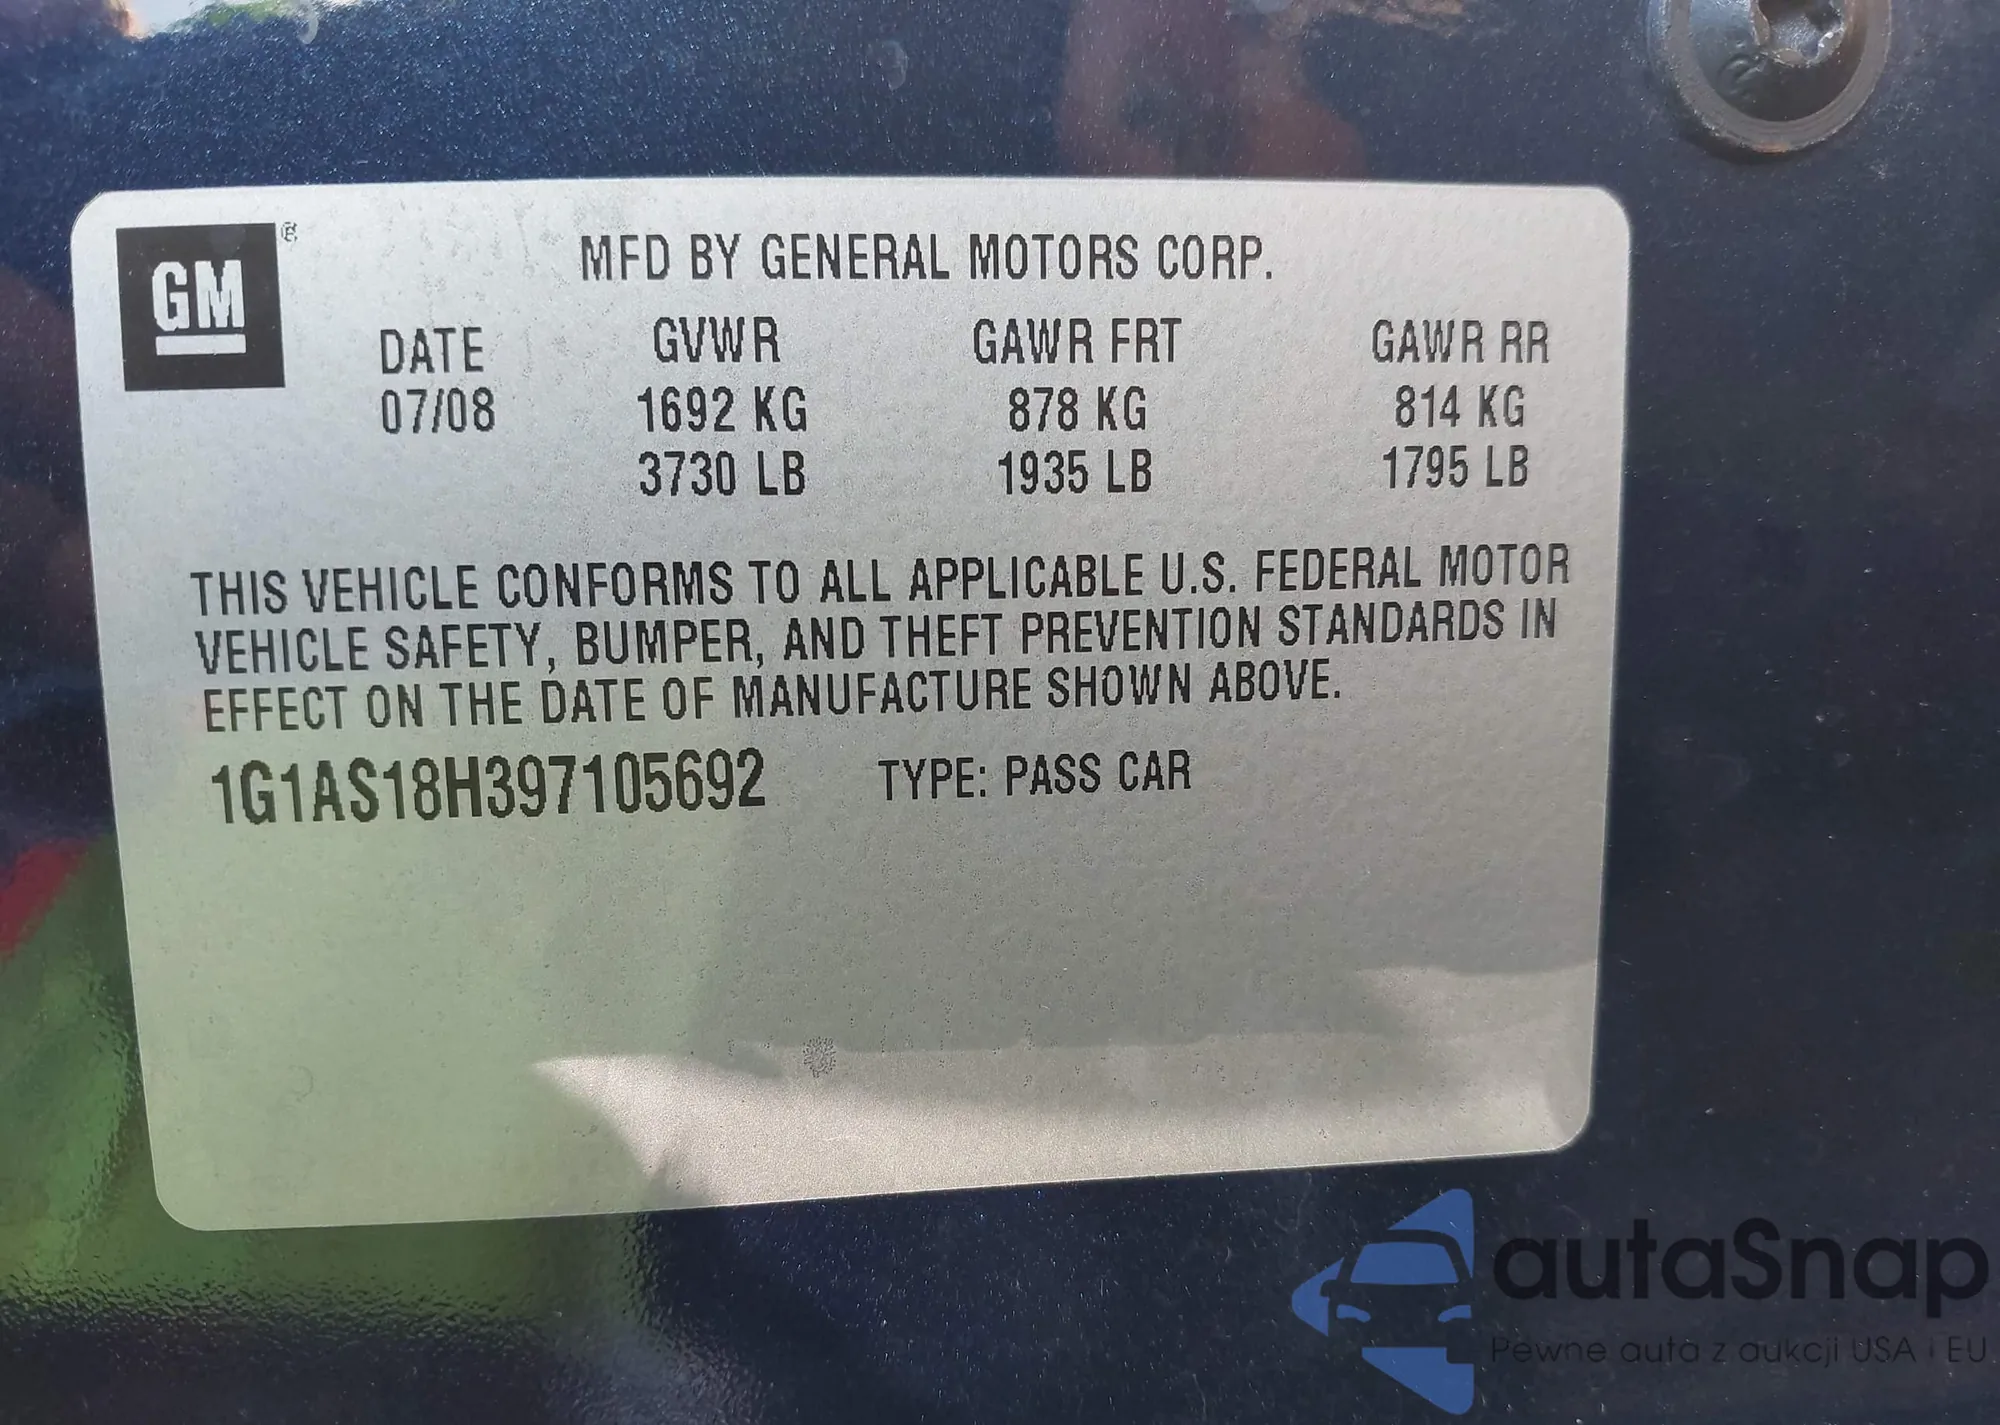 GM®
MFD BY GENERAL MOTORS CORP.
DATE GVWR GAWR FRT GAWR RR
07/08 1692 KG 878 KG 814 KG
3730 LB 1935 LB 1795 LB
THIS VEHICLE CONFORMS TO ALL APPLICABLE U.S. FEDERAL MOTOR
VEHICLE SAFETY, BUMPER, AND THEFT PREVENTION STANDARDS IN
EFFECT ON THE DATE OF MANUFACTURE SHOWN ABOVE.
1G1AS18H397105692 TYPE: PASS CAR
autaSnap
Pewne auta z aukcji USA i EU